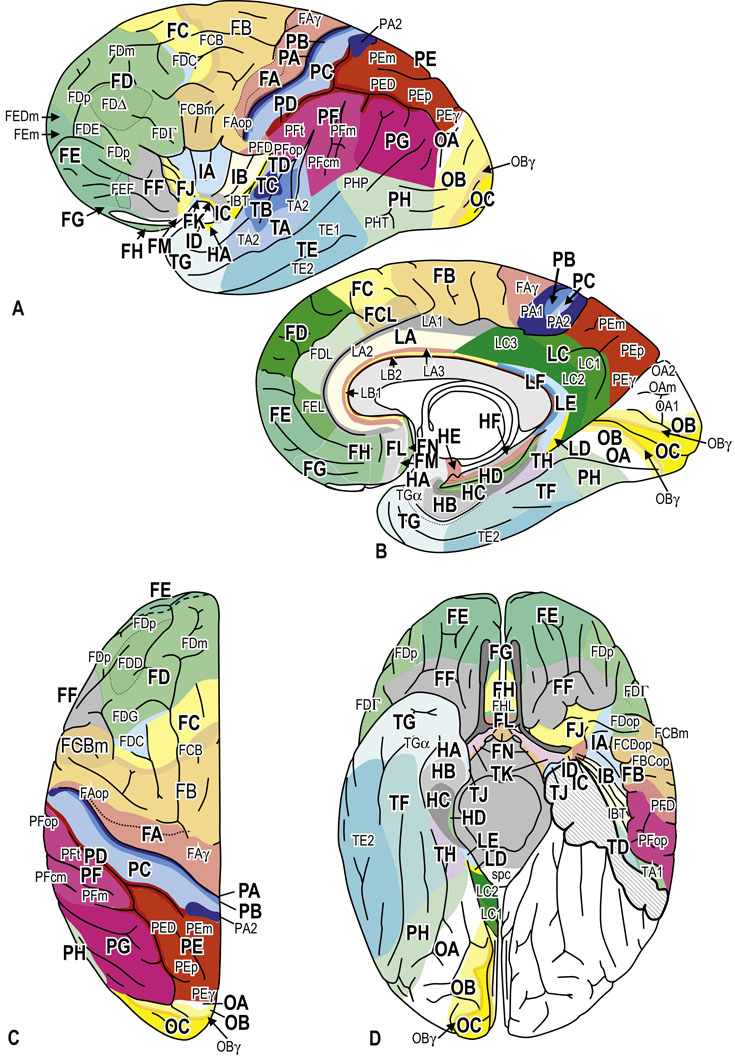 FAγ
FC
FB
PA2
FCB
PB
FDm
PA
FDC
PEm
PE
FD
FA
PC
FDp
FDΔ
PED
PEp
FCBm
PD
FEDm
FEm
FDE
FDΓ
FAop
PFt
PF
PFm
PEγ
PG
OA
FE
FDp
PFD
PFop
TD
PFcm
OBγ
IA
IB
FEF
FF
FJ
TC
PHP
OB
IBT
PH
OC
FG
FK
IC
TB
TA2
FH
FM
ID
HA
TA
TE1
PHT
TG
TA2
TE
TE2
A
PB
PC
FB
FC
FAγ
PA1
PA2
FCL
LA1
PEm
FD
LA
LC3
LC
LC1
PEp
FDL
LA2
LB2
LA3
LF
LC2
PEγ
OA2
OAm
OA1
LB1
LE
FE
FEL
HF
OB
OB
OBγ
FH
FL
FN
HE
LD
OA
OC
FM
TH
FG
HA
HD
PH
TGα
HC
TF
OBγ
HB
TG
TE2
B
FE
FDp
FDm
FDp
FDD
FD
FF
FDG
FC
FDC
FCBm
FCB
FB
FAop
FA
PFop
FAγ
PFt
PD
PC
PF
PFcm
PFm
PA
PB
PED
PEm
PA2
PH
PG
PE
PEp
PEγ
OA
OC
OB
OBγ
C
FE
FE
FDp
FG
FDp
FF
FH
FF
FDΓ
FHL
FDΓ
TG
FL
FJ
FDop
FCBm
TGα
HA
FN
IA
FCDop
HB
TK
ID
FBCop
FB
IC
IB
HC
TJ
TJ
TF
IBT
PFD
HD
TE2
LE
TD
PFop
TH
LD
TA1
spc
LC2
LC1
PH
OA
OB
OC
OBγ
D